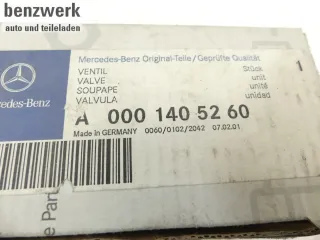 benzwerk
auto und teileladen
Mercedes-Benz Original-Teile/Geprüfte Qualität
VENTIL Stück 1
VALVE unit
SOUPAPE unité
VALVULA unidad
Mercedes-Benz
A 000 140 52 60
Made in GERMANY 0060/0102/2042 07.02.01